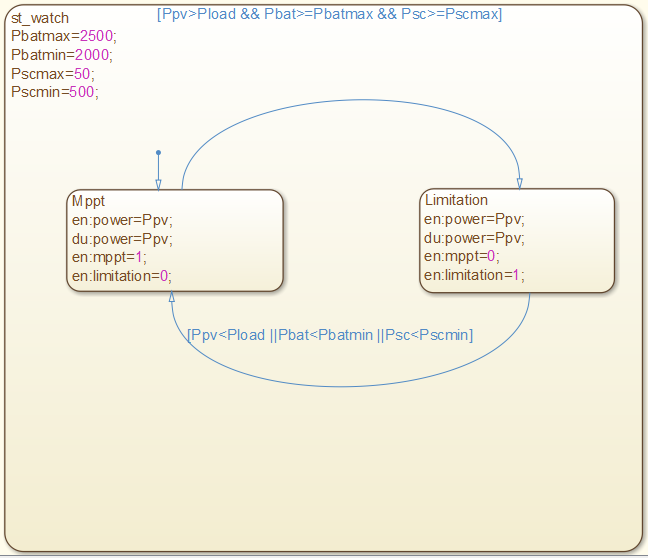 st_watch
[Ppv>Pload && Pbat>=Pbatmax && Psc>=Pscmax]
Pbatmax=2500;
Pbatmin=2000;
Pscmax=50;
Pscmin=500;
Mppt
en:power=Ppv;
du:power=Ppv;
en:mppt=1;
en:limitation=0;
Limitation
en:power=Ppv;
du:power=Ppv;
en:mppt=0;
en:limitation=1;
[Ppv<Pload ||Pbat<Pbatmin ||Psc<Pscmin]